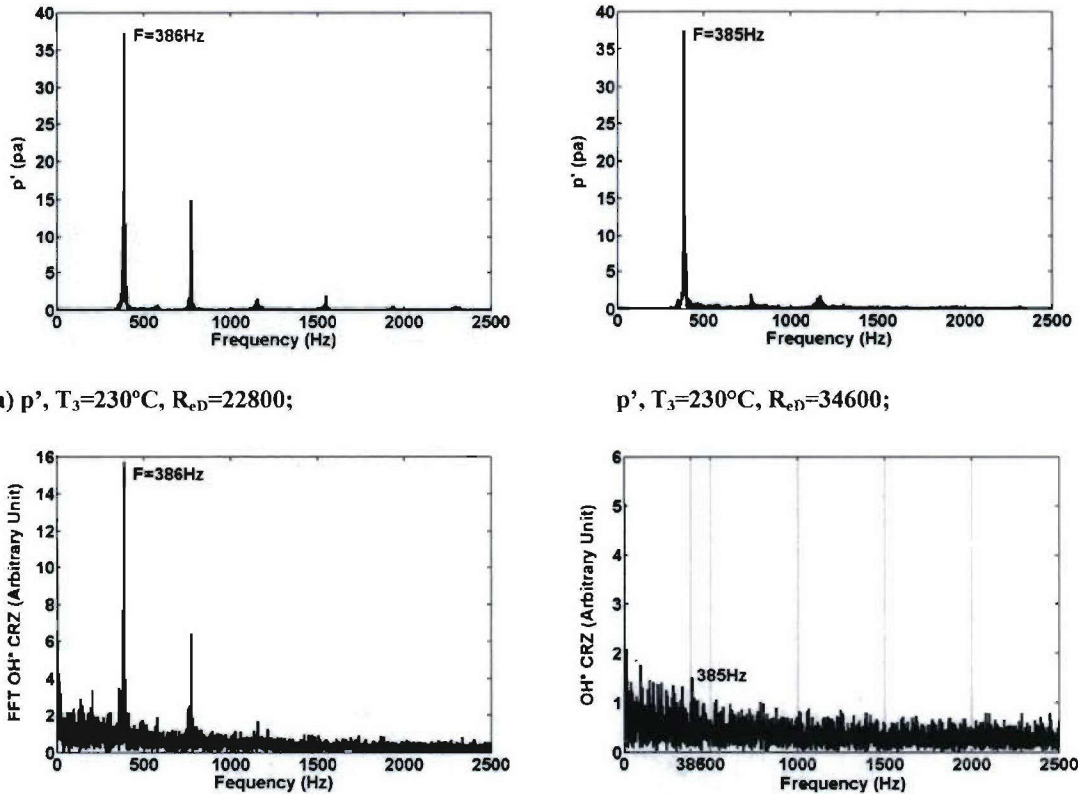 40
35
30
25
20
15
10
5
0
p' (pa)
F=386Hz
0 500 1000 1500 2000 2500
Frequency (Hz)
40
35
30
25
20
15
10
5
0
p' (pa)
F=385Hz
0 500 1000 1500 2000 2500
Frequency (Hz)
a) p', T3=230ºC, ReD=22800;
p', T3=230°C, ReD=34600;
16
14
12
10
8
6
4
2
0
FFT OH* CRZ (Arbitrary Unit)
F=386Hz
0 500 1000 1500 2000 2500
Fequency (Hz)
6
5
4
3
2
1
0
OH* CRZ (Arbitrary Unit)
385Hz
0 386500 1000 1500 2000 2500
Frequency (Hz)